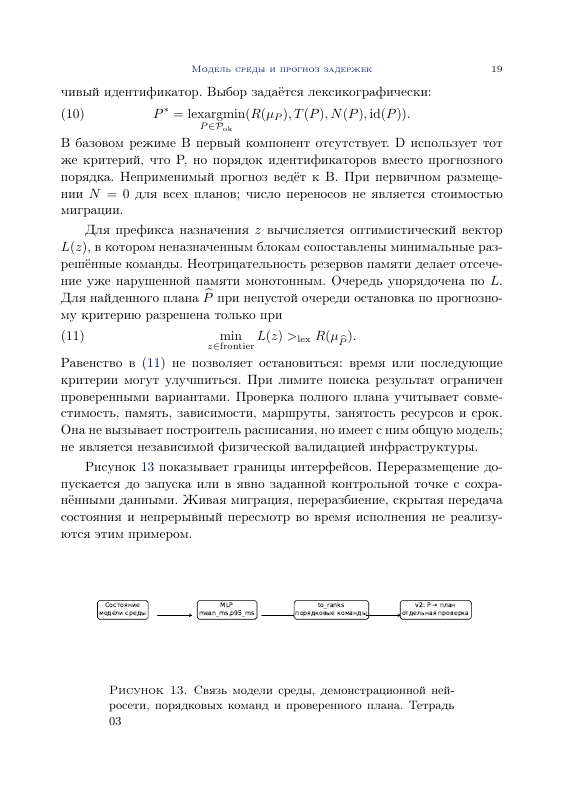 Модель среды и прогноз задержек 19
чивый идентификатор. Выбор задаётся лексикографически:
(10) P* = lexargmin(R(μ_P), T(P), N(P), id(P)).
P∈P_ok
В базовом режиме B первый компонент отсутствует. D использует тот
же критерий, что P, но порядок идентификаторов вместо прогнозного
порядка. Неприменимый прогноз ведёт к B. При первичном размеще-
нии N = 0 для всех планов; число переносов не является стоимостью
миграции.
Для префикса назначения z вычисляется оптимистический вектор
L(z), в котором неназначенным блокам сопоставлены минимальные раз-
решённые команды. Неотрицательность резервов памяти делает отсече-
ние уже нарушенной памяти монотонным. Очередь упорядочена по L.
Для найденного плана P̂ при непустой очереди остановка по прогнозно-
му критерию разрешена только при
(11) min L(z) >_lex R(μ_P̂).
z∈frontier
Равенство в (11) не позволяет остановиться: время или последующие
критерии могут улучшиться. При лимите поиска результат ограничен
проверенными вариантами. Проверка полного плана учитывает совме-
стимость, память, зависимости, маршруты, занятость ресурсов и срок.
Она не вызывает построитель расписания, но имеет с ним общую модель;
не является независимой физической валидацией инфраструктуры.
Рисунок 13 показывает границы интерфейсов. Переразмещение до-
пускается до запуска или в явно заданной контрольной точке с сохра-
нёнными данными. Живая миграция, переразбиение, скрытая передача
состояния и непрерывный пересмотр во время исполнения не реализу-
ются этим примером.
Состояние
модели среды
MLP
mean_ms,p95_ms
to_ranks
порядковые команды
v2: P → план
отдельная проверка
Рисунок 13. Связь модели среды, демонстрационной ней-
росети, порядковых команд и проверенного плана. Тетрадь
03